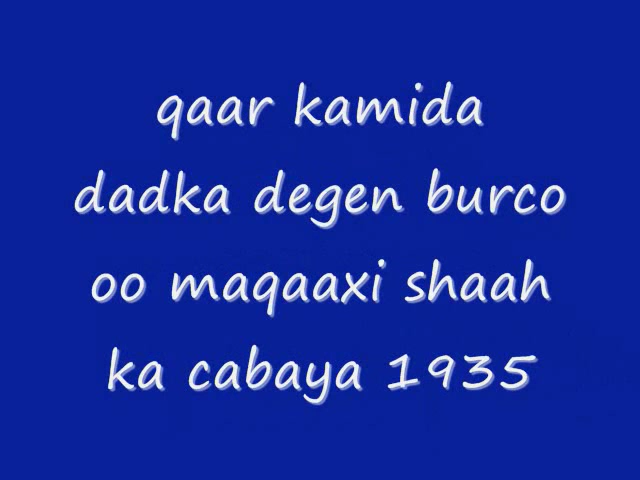 qaar kamida
dadka degen burco
oo maqaaxi shaah
ka cabaya 1935